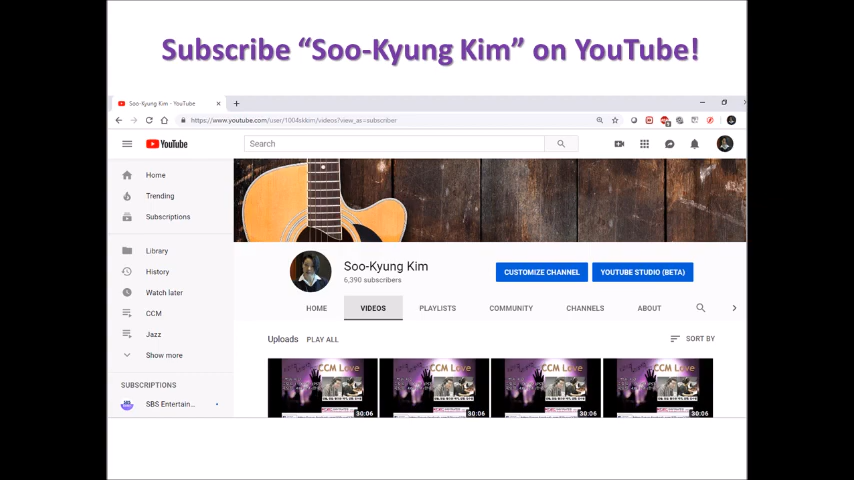 Subscribe “Soo-Kyung Kim” on YouTube!
Soo-Kyung Kim - YouTube
https://www.youtube.com/user/1004skkim/videos?view_as=subscriber
YouTube
Search
Home
Trending
Subscriptions
Library
History
Watch later
CCM
Jazz
Show more
SUBSCRIPTIONS
SBS Entertain...
Soo-Kyung Kim
6,390 subscribers
CUSTOMIZE CHANNEL
YOUTUBE STUDIO (BETA)
HOME VIDEOS PLAYLISTS COMMUNITY CHANNELS ABOUT
Uploads PLAY ALL
SORT BY
CCM Love
30:06
CCM Love
30:06
CCM Love
30:06
CCM Love
30:06